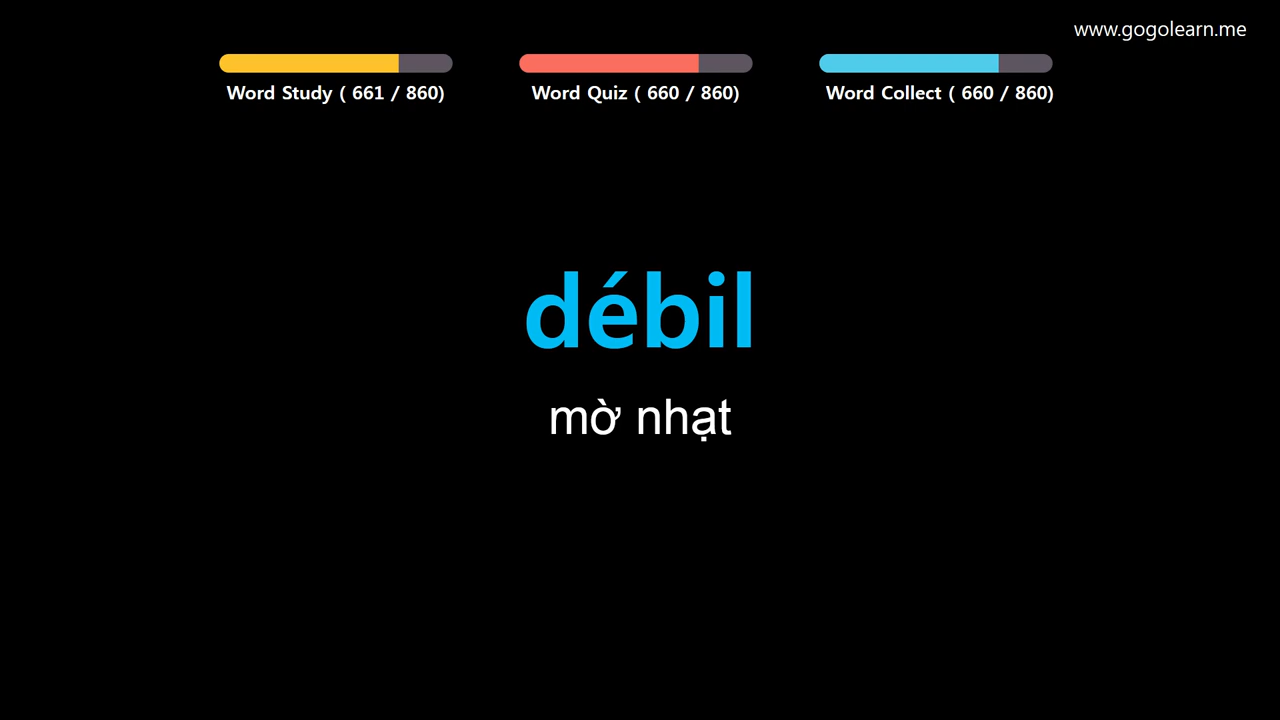 www.gogolearn.me
Word Study ( 661 / 860)
Word Quiz ( 660 / 860)
Word Collect ( 660 / 860)
débil
mờ nhạt